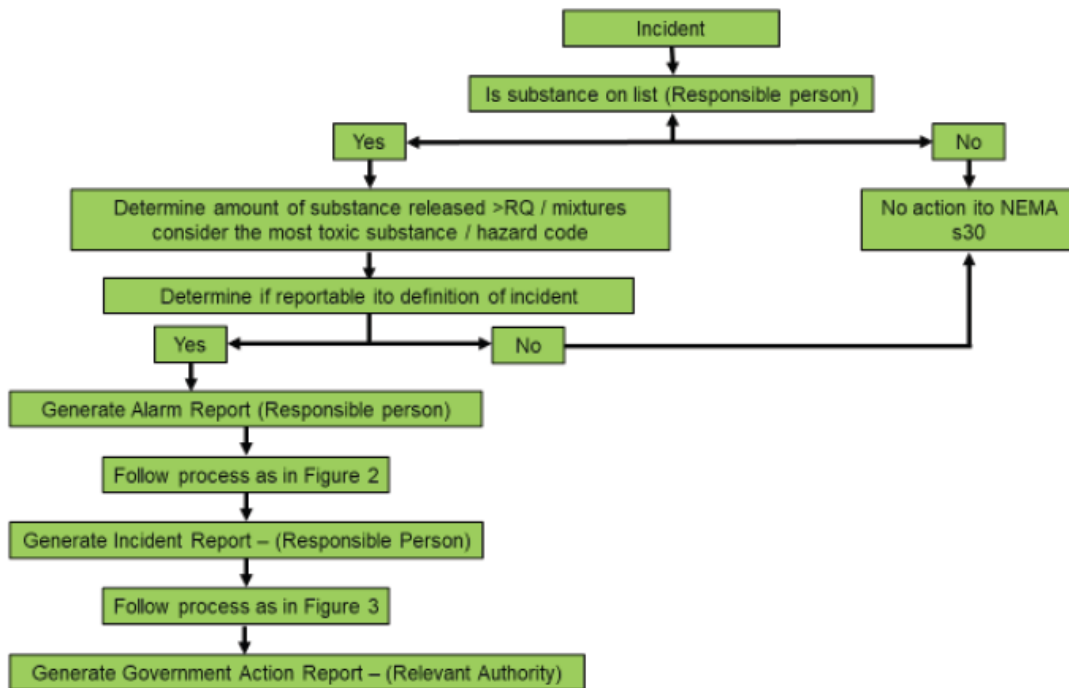 Incident
Is substance on list (Responsible person)
Yes
No
Determine amount of substance released >RQ / mixtures
consider the most toxic substance / hazard code
No action ito NEMA
s30
Determine if reportable ito definition of incident
Yes
No
Generate Alarm Report (Responsible person)
Follow process as in Figure 2
Generate Incident Report – (Responsible Person)
Follow process as in Figure 3
Generate Government Action Report – (Relevant Authority)